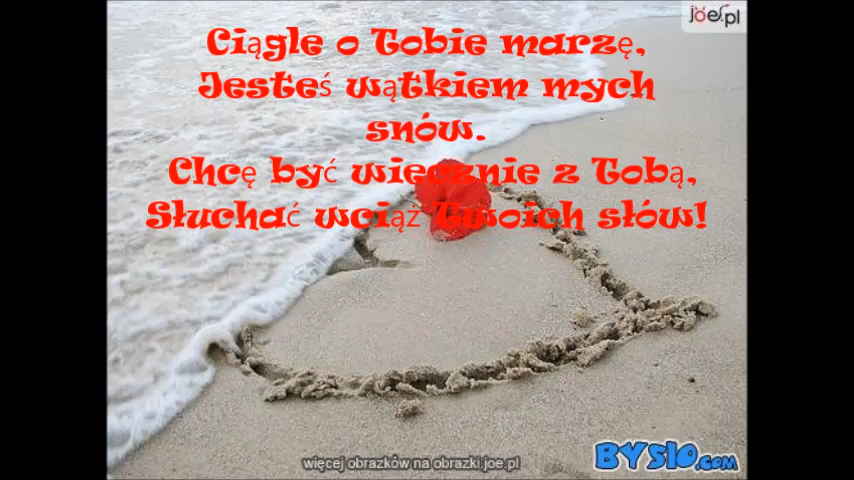 joe.pl
Ciągle o Tobie marzę,
Jesteś wątkiem mych
snów.
Chcę być wiecznie z Tobą,
Słuchać wciąż Twoich słów!
więcej obrazków na obrazki.joe.pl
BYSIO.COM